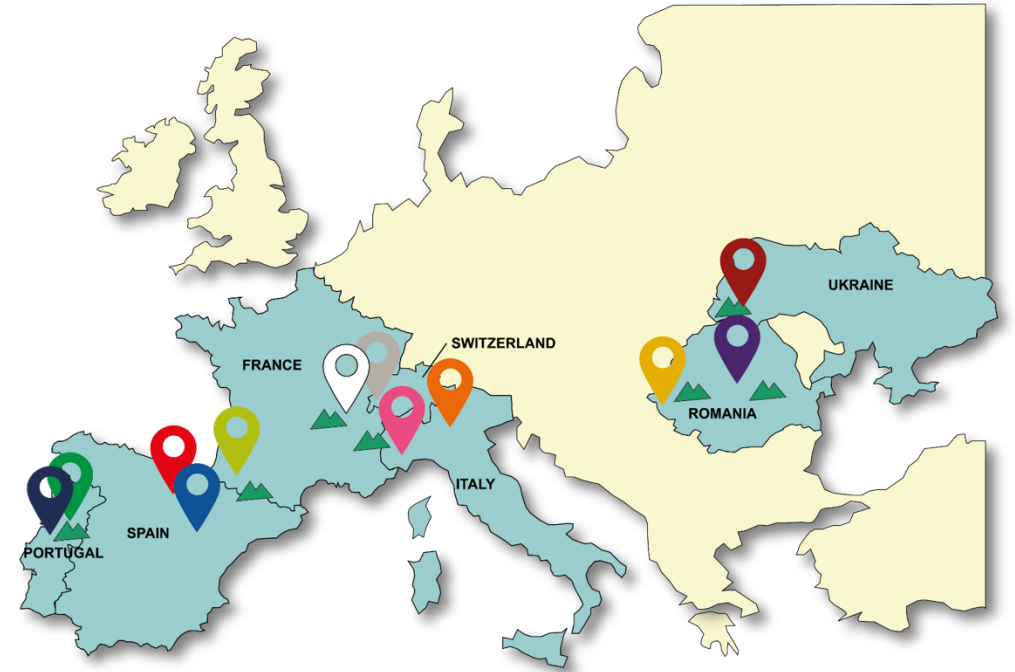 UKRAINE
SWITZERLAND
FRANCE
ROMANIA
ITALY
SPAIN
PORTUGAL